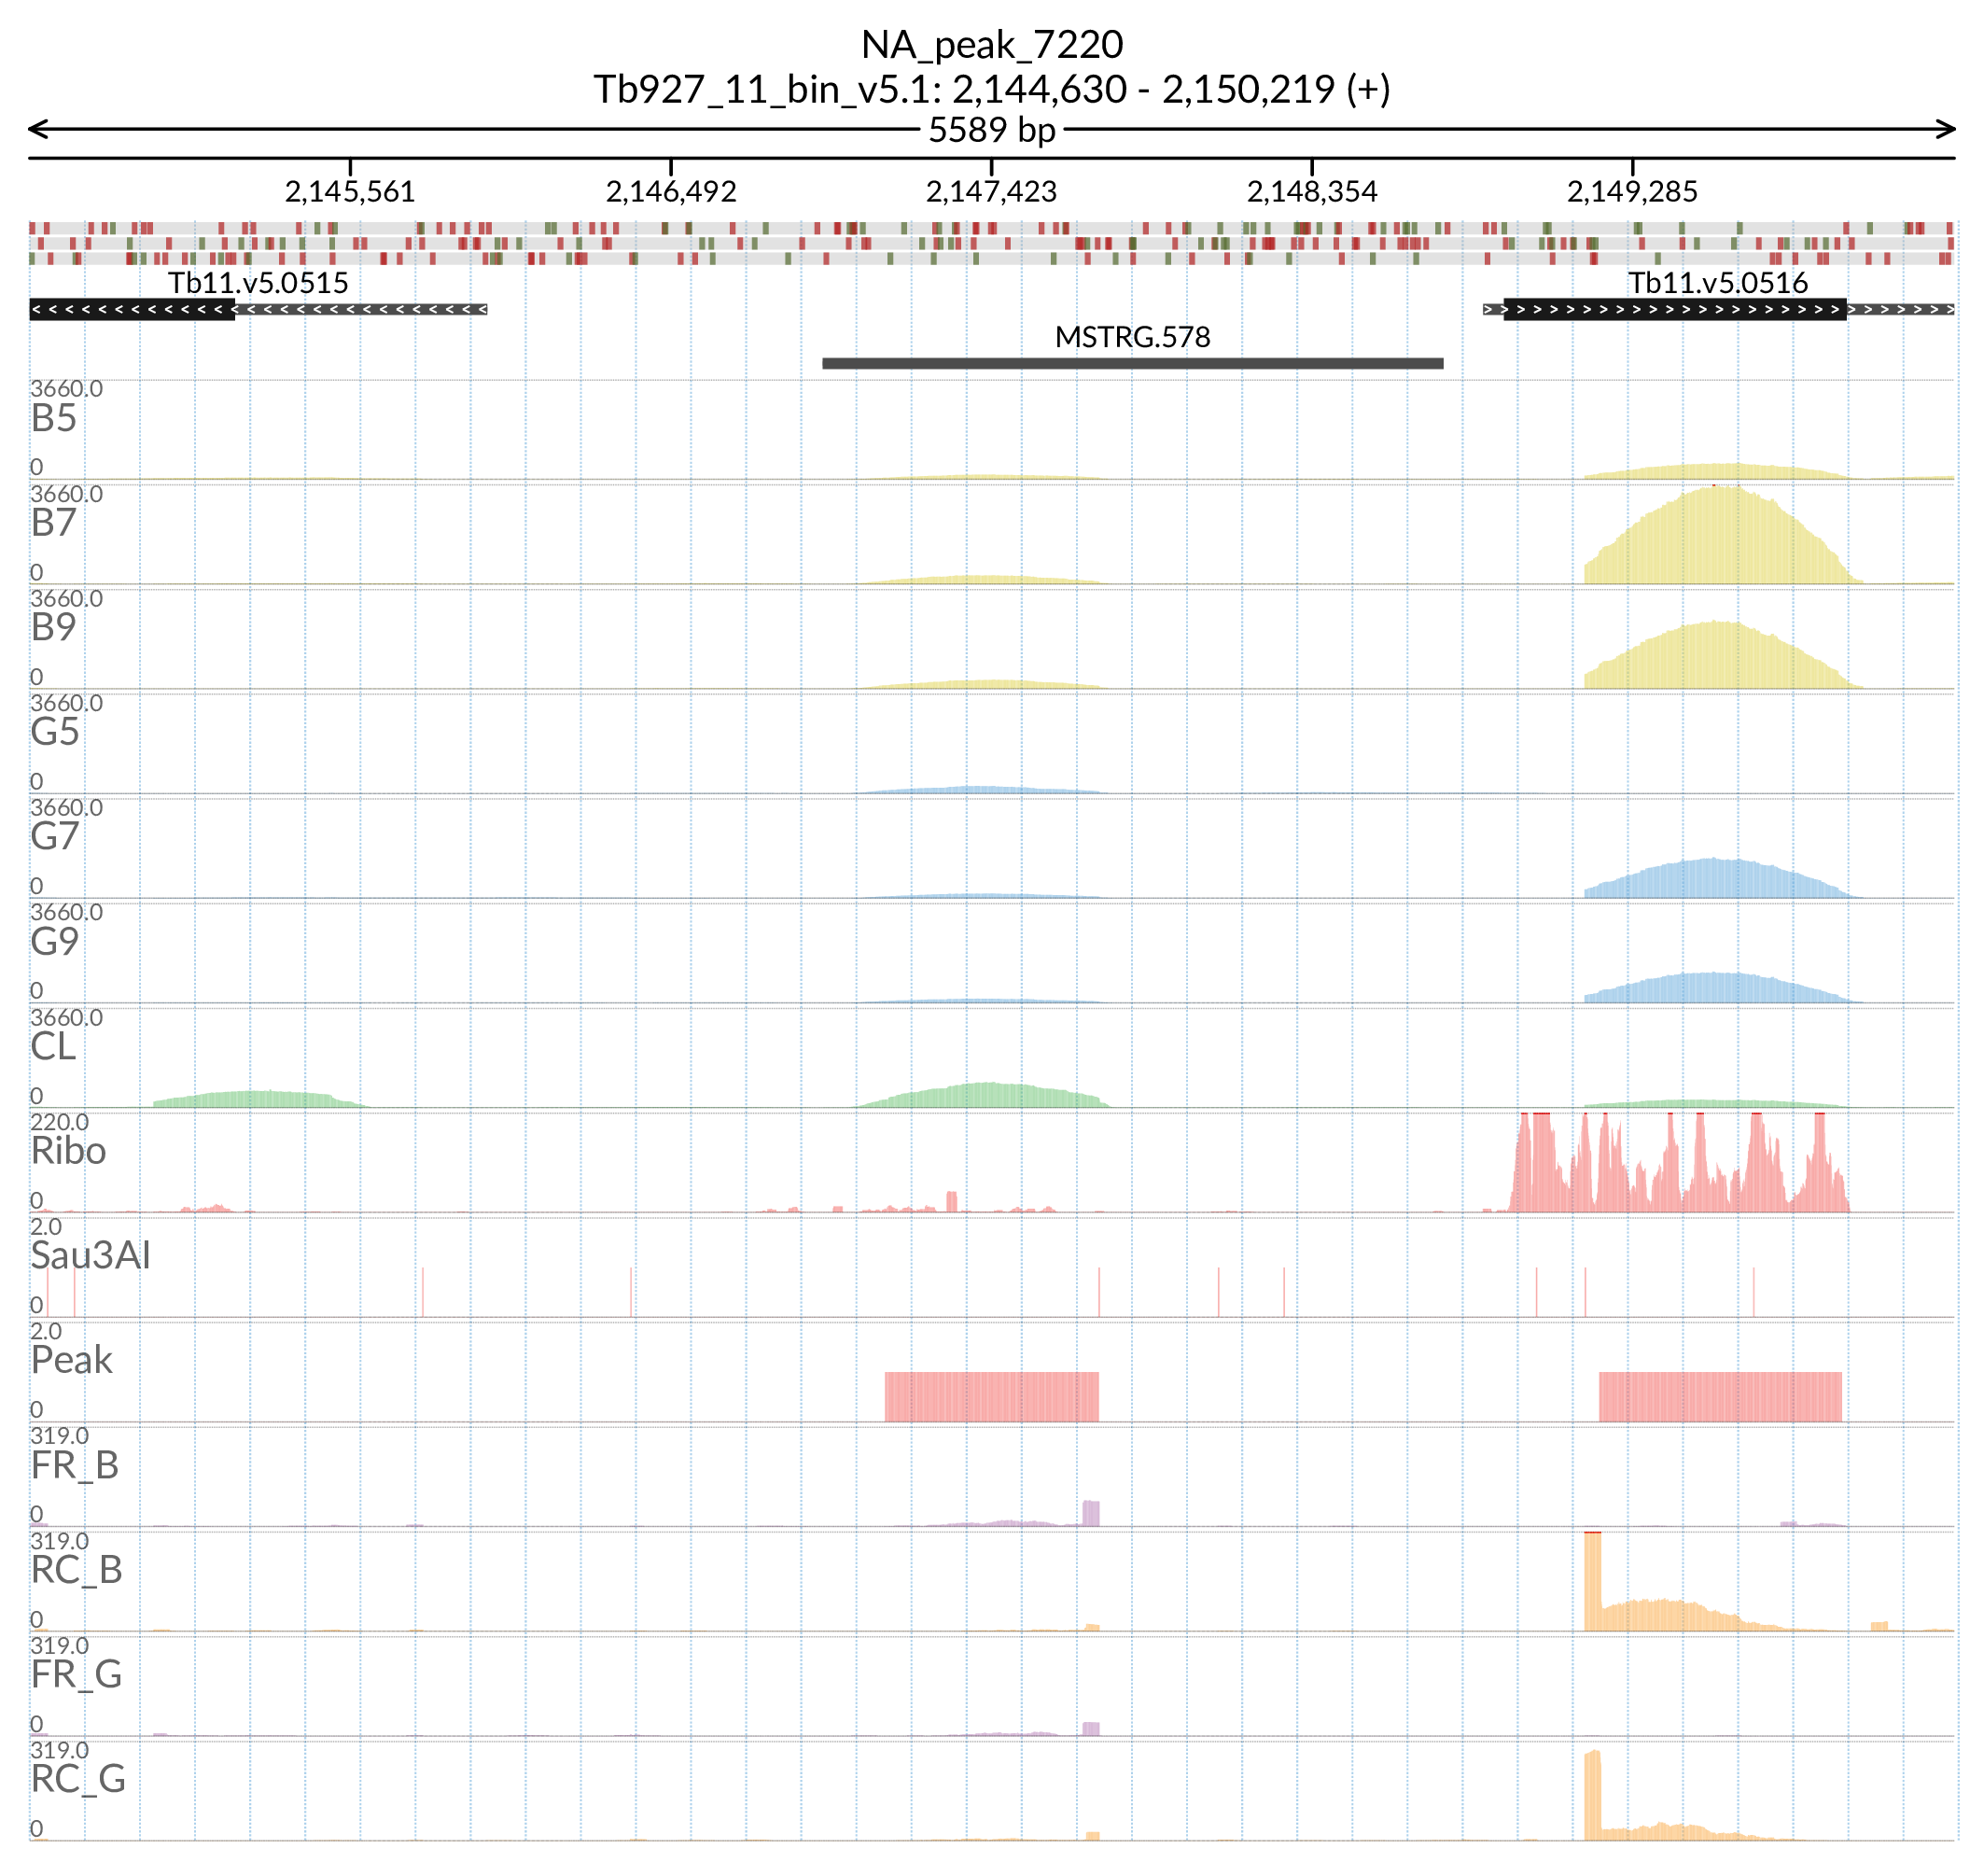 NA_peak_7220
Tb927_11_bin_v5.1: 2,144,630 - 2,150,219 (+)
5589 bp
2,145,561 2,146,492 2,147,423 2,148,354 2,149,285
Tb11.v5.0515 Tb11.v5.0516
MSTRG.578
3660.0
B5
0
3660.0
B7
0
3660.0
B9
0
3660.0
G5
0
3660.0
G7
0
3660.0
G9
0
3660.0
CL
0
220.0
Ribo
0
2.0
Sau3AI
0
2.0
Peak
0
319.0
FR_B
0
319.0
RC_B
0
319.0
FR_G
0
319.0
RC_G
0